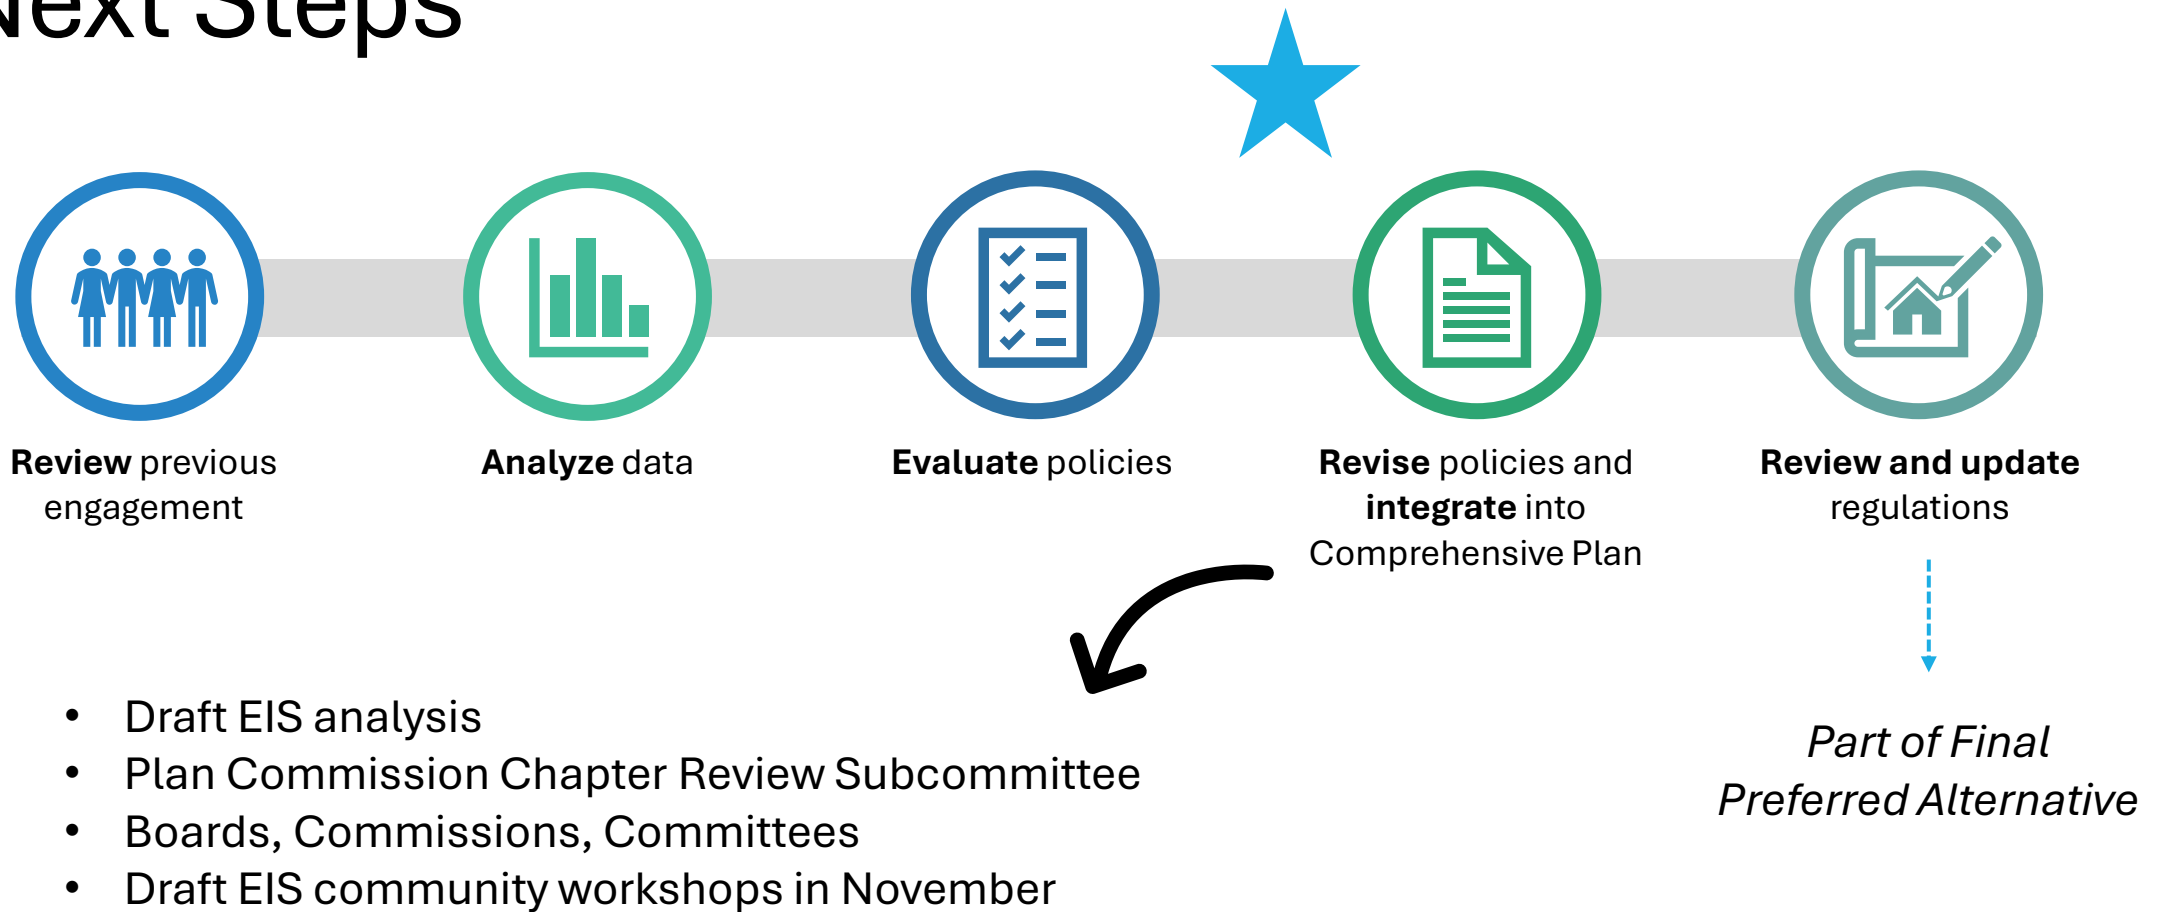 Next Steps
Review previous
engagement
Analyze data
Evaluate policies
Revise policies and
integrate into
Comprehensive Plan
Review and update
regulations
• Draft EIS analysis
• Plan Commission Chapter Review Subcommittee
• Boards, Commissions, Committees
• Draft EIS community workshops in November
Part of Final
Preferred Alternative